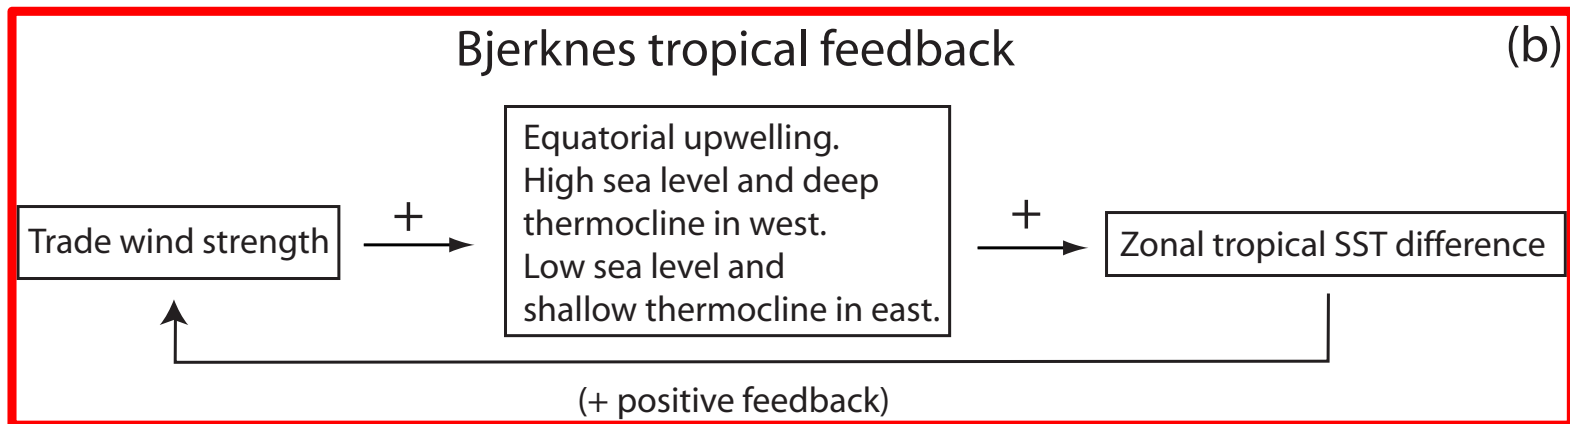 Bjerknes tropical feedback
(b)
Trade wind strength
+
Equatorial upwelling.
High sea level and deep
thermocline in west.
Low sea level and
shallow thermocline in east.
+
Zonal tropical SST difference
(+ positive feedback)